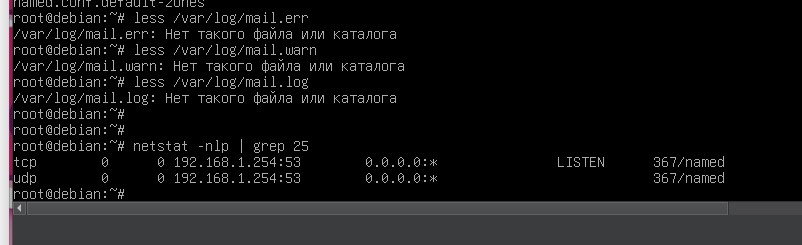 named.conf.default-zones
root@debian:~# less /var/log/mail.err
/var/log/mail.err: Нет такого файла или каталога
root@debian:~# less /var/log/mail.warn
/var/log/mail.warn: Нет такого файла или каталога
root@debian:~# less /var/log/mail.log
/var/log/mail.log: Нет такого файла или каталога
root@debian:~#
root@debian:~#
root@debian:~# netstat -nlp | grep 25
tcp 0 0 192.168.1.254:53 0.0.0.0:* LISTEN 367/named
udp 0 0 192.168.1.254:53 0.0.0.0:* 367/named
root@debian:~#